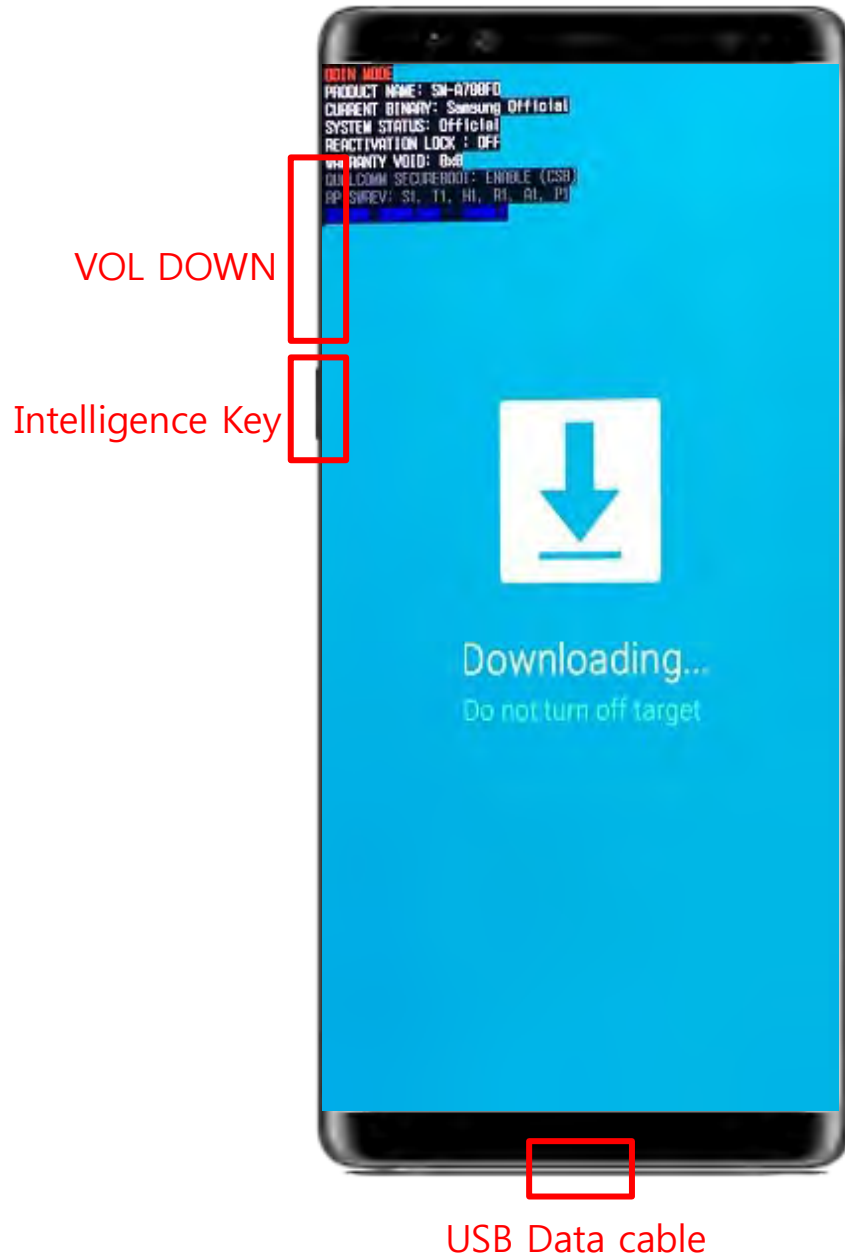 ODIN MODE
PRODUCT NAME: SM-A700FD
CURRENT BINARY: Samsung Official
SYSTEM STATUS: Official
REACTIVATION LOCK : OFF
WARRANTY VOID: 0x0
QUALCOMM SECUREBOOT: ENABLE (CSB)
RP SWREV: S1, T1, H1, R1, A1, P1
VOL DOWN
Intelligence Key
Downloading...
Do not turn off target
USB Data cable